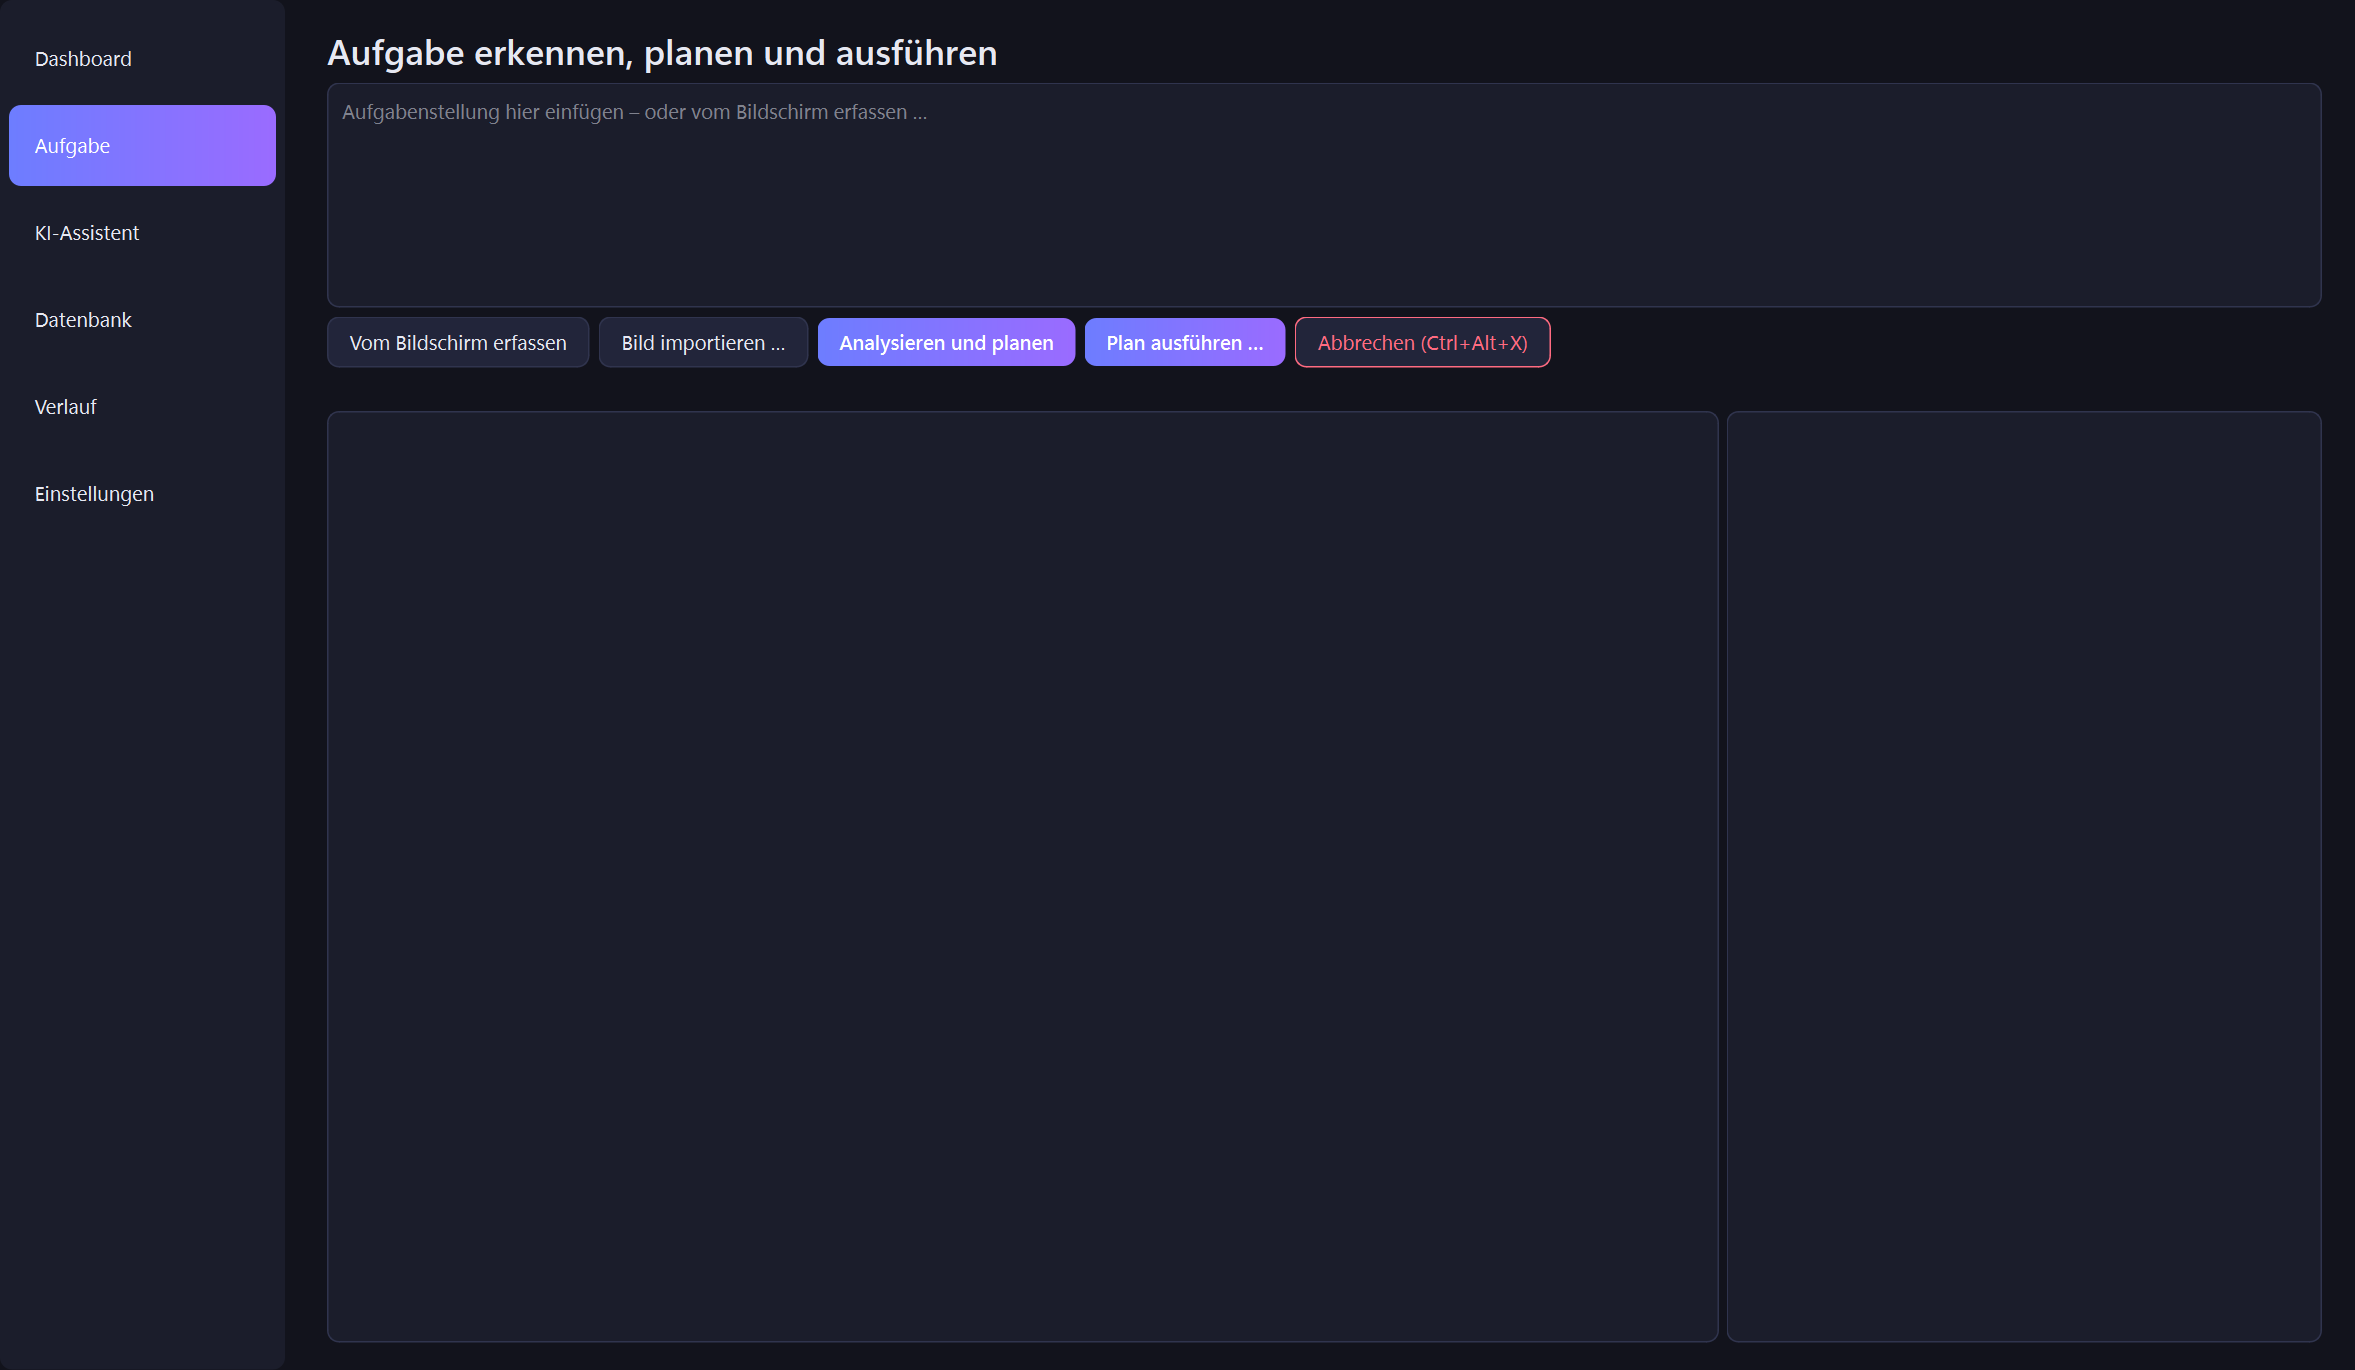 Dashboard
Aufgabe
KI-Assistent
Datenbank
Verlauf
Einstellungen
Aufgabe erkennen, planen und ausführen
Aufgabenstellung hier einfügen – oder vom Bildschirm erfassen ...
Vom Bildschirm erfassen
Bild importieren ...
Analysieren und planen
Plan ausführen ...
Abbrechen (Ctrl+Alt+X)